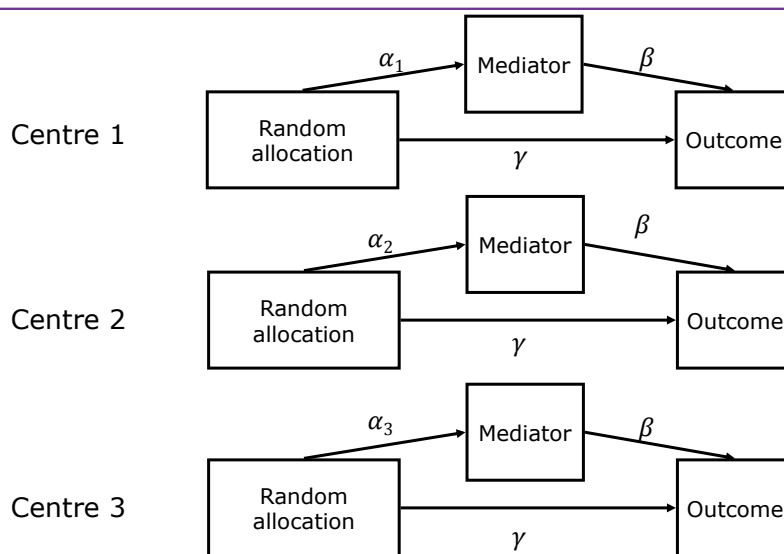 α₁
Mediator
β
Centre 1
Random
allocation
γ
Outcome
α₂
Mediator
β
Centre 2
Random
allocation
γ
Outcome
α₃
Mediator
β
Centre 3
Random
allocation
γ
Outcome